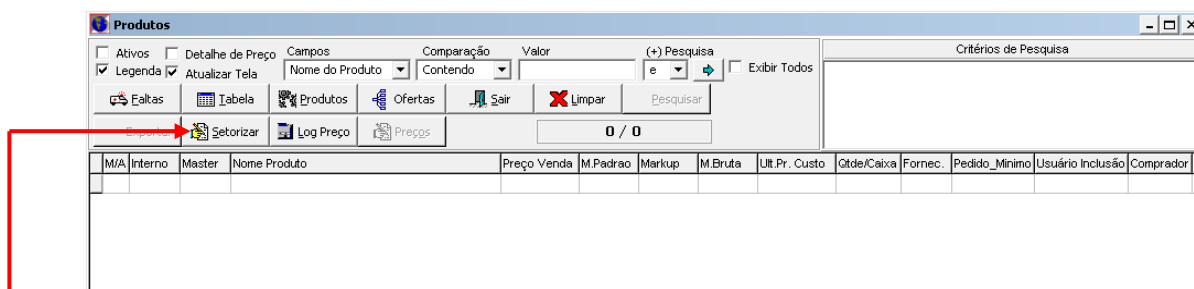 Produtos
Ativos Detalhe de Preço Campos Comparação Valor (+) Pesquisa Critérios de Pesquisa
Legenda Atualizar Tela Nome do Produto Contendo e Exibir Todos
Faltas Tabela Produtos Ofertas Sair Limpar Pesquisar
Exportar Setorizar Log Preço Preços 0 / 0
M/A Interno Master Nome Produto Preço Venda M.Padrao Markup M.Bruta Ult.Pr. Custo Qtde/Caixa Fornec. Pedido_Minimo Usuário Inclusão Comprador